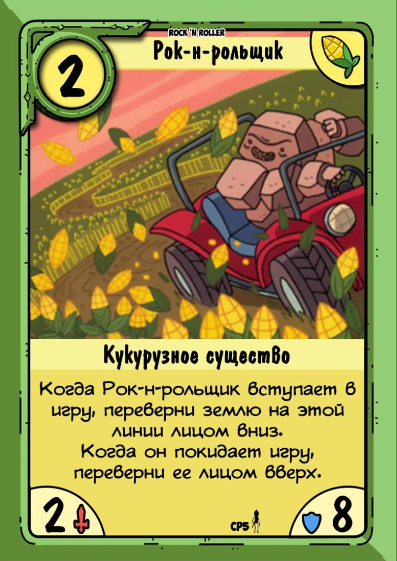 ROCK 'N ROLLER
2
Рок-н-рольщик
Кукурузное существо
Когда Рок-н-рольщик вступает в
игру, переверни землю на этой
линии лицом вниз.
Когда он покидает игру,
переверни ее лицом вверх.
2
CP5
8